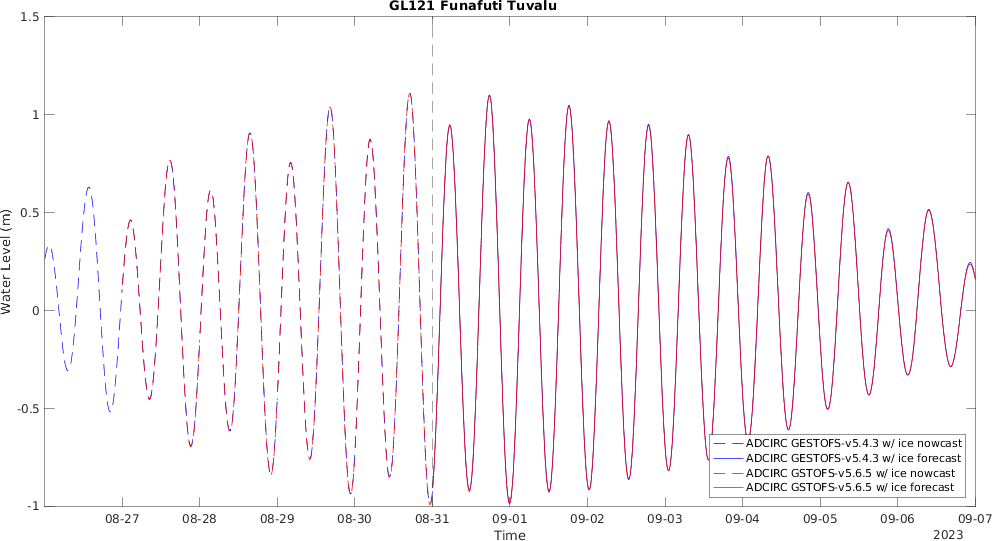 GL121 Funafuti Tuvalu
1.5
1
0.5
0
-0.5
-1
Water Level (m)
ADCIRC GESTOFS-v5.4.3 w/ ice nowcast
ADCIRC GESTOFS-v5.4.3 w/ ice forecast
ADCIRC GSTOFS-v5.6.5 w/ ice nowcast
ADCIRC GSTOFS-v5.6.5 w/ ice forecast
08-27 08-28 08-29 08-30 08-31 09-01 09-02 09-03 09-04 09-05 09-06 09-07
Time
2023